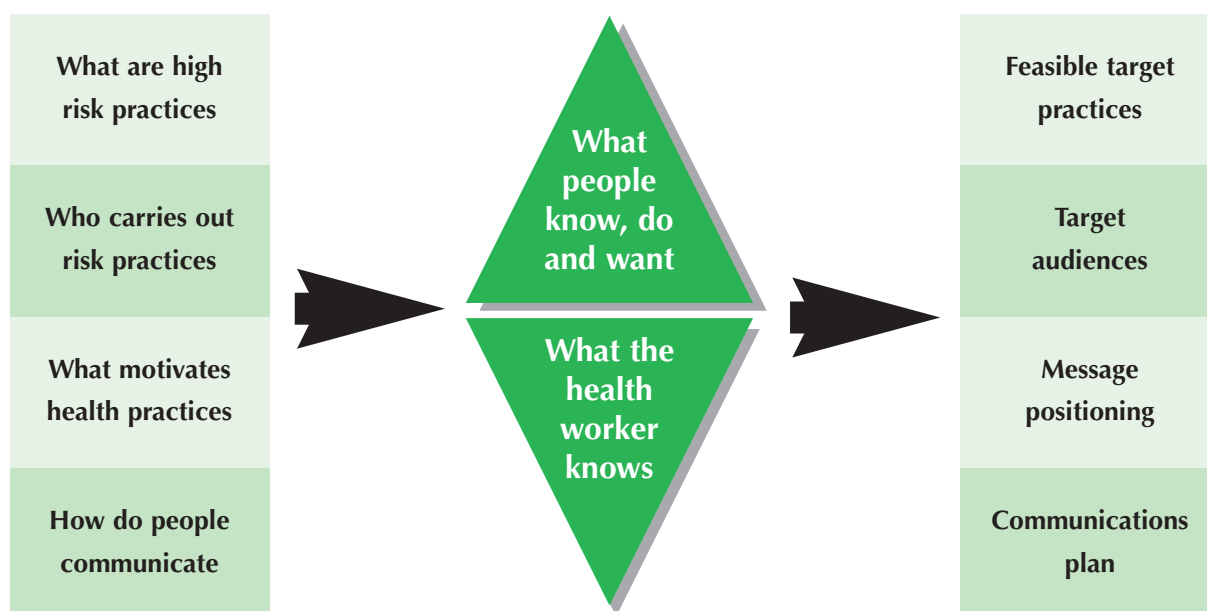 What are high
risk practices
Who carries out
risk practices
What motivates
health practices
How do people
communicate
What
people
know, do
and want
What the
health
worker
knows
Feasible target
practices
Target
audiences
Message
positioning
Communications
plan